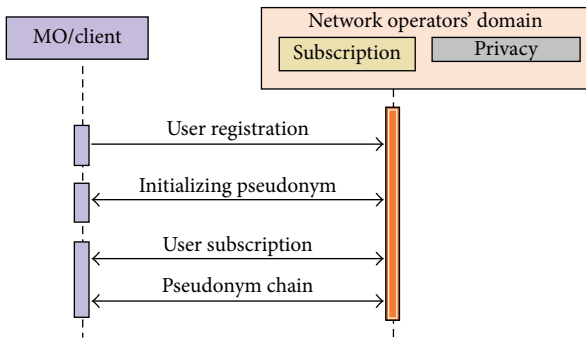 MO/client
Network operators’ domain
Subscription
Privacy
User registration
Initializing pseudonym
User subscription
Pseudonym chain